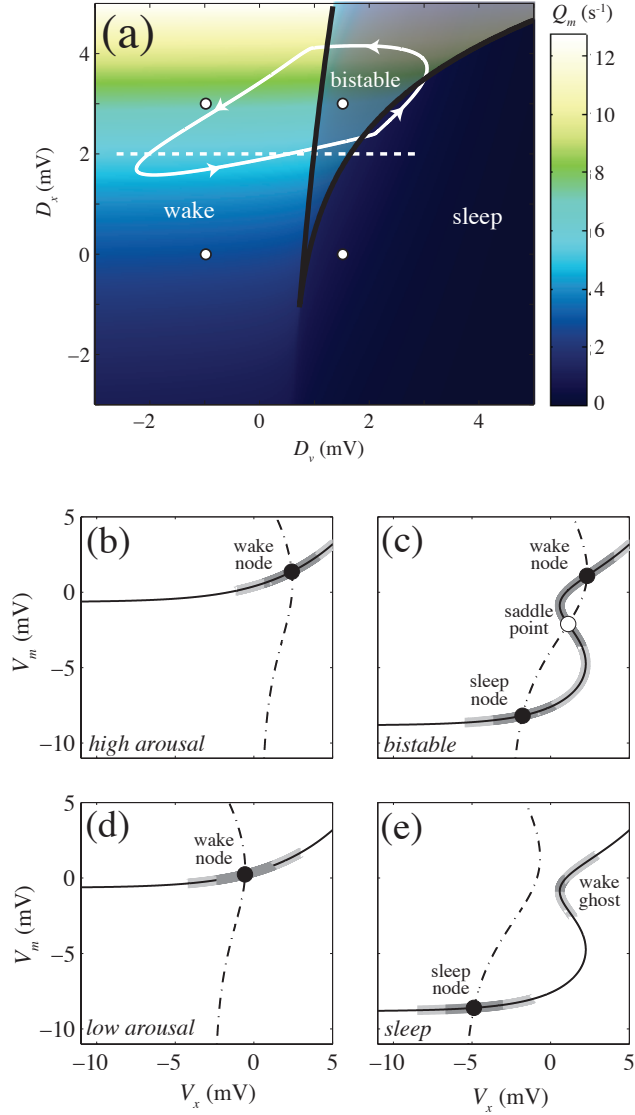 (a)
Q_m (s⁻¹)
bistable
wake
sleep
D_x (mV)
4
2
0
−2
−2
0
2
4
D_v (mV)
12
10
8
6
4
2
0
(b)
wake
node
high arousal
V_m (mV)
5
0
−5
−10
(c)
wake
node
saddle
point
sleep
node
bistable
(d)
wake
node
low arousal
V_m (mV)
5
0
−5
−10
−10
−5
0
5
V_x (mV)
(e)
wake
ghost
sleep
node
sleep
−10
−5
0
5
V_x (mV)